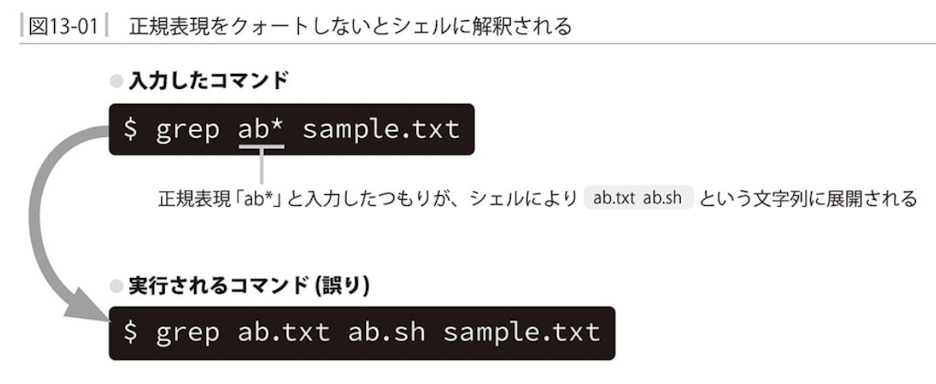 図13-01 正規表現をクォートしないとシェルに解釈される
入力したコマンド
$ grep ab* sample.txt
正規表現「ab*」と入力したつもりが、シェルにより ab.txt ab.sh という文字列に展開される
実行されるコマンド (誤り)
$ grep ab.txt ab.sh sample.txt